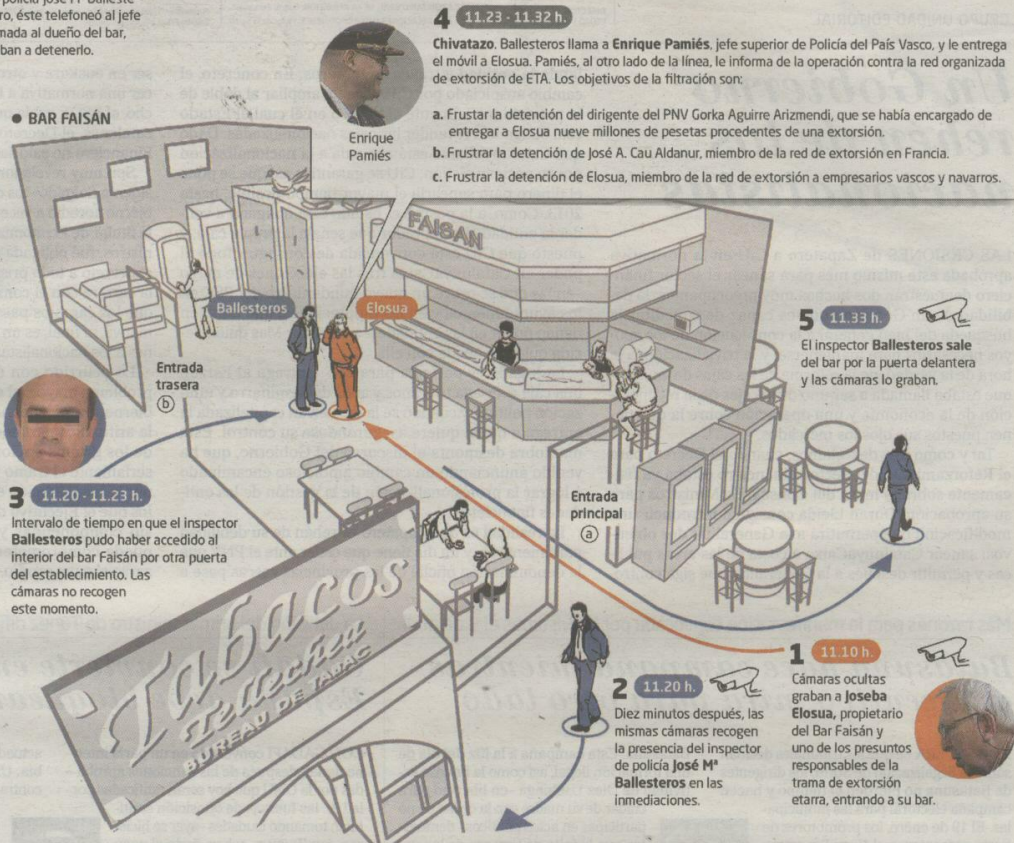 policía José Mª Balleste
ro, éste telefoneó al jefe
nada al dueño del bar,
ban a detenerlo.
4 11.23 - 11.32 h.
Chivatazo. Ballesteros llama a Enrique Pamiés, jefe superior de Policía del País Vasco, y le entrega
el móvil a Elosua. Pamiés, al otro lado de la línea, le informa de la operación contra la red organizada
de extorsión de ETA. Los objetivos de la filtración son:
a. Frustar la detención del dirigente del PNV Gorka Aguirre Arizmendi, que se había encargado de
entregar a Elosua nueve millones de pesetas procedentes de una extorsión.
b. Frustrar la detención de José A. Cau Aldanur, miembro de la red de extorsión en Francia.
c. Frustrar la detención de Elosua, miembro de la red de extorsión a empresarios vascos y navarros.
Enrique
Pamiés
● BAR FAISÁN
FAISAN
Ballesteros
Elosua
Entrada
trasera
b
5 11.33 h.
El inspector Ballesteros sale
del bar por la puerta delantera
y las cámaras lo graban.
3 11.20 - 11.23 h.
Intervalo de tiempo en que el inspector
Ballesteros pudo haber accedido al
interior del bar Faisán por otra puerta
del establecimiento. Las
cámaras no recogen
este momento.
Entrada
principal
a
Tabacos
Tellechea
BUREAU DE TABAC
2 11.20 h.
Diez minutos después, las
mismas cámaras recogen
la presencia del inspector
de policía José Mª
Ballesteros en las
inmediaciones.
1 11.10 h.
Cámaras ocultas
graban a Joseba
Elosua, propietario
del Bar Faisán y
uno de los presuntos
responsables de la
trama de extorsión
etarra, entrando a su bar.